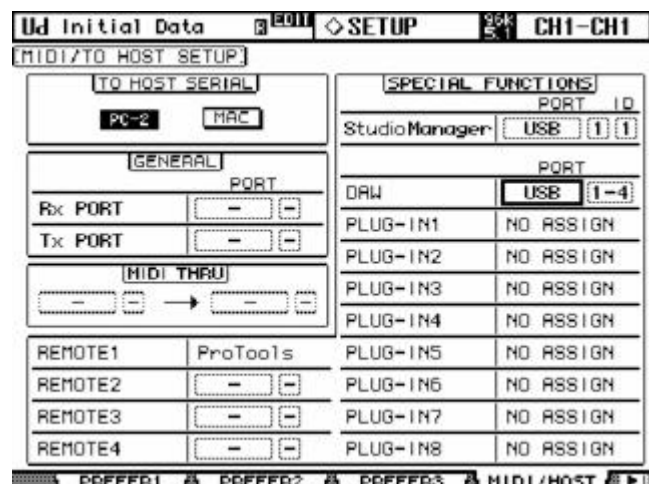 Ud Initial Data EDIT ◇SETUP 96k 5.1 CH1-CH1
[MIDI/TO HOST SETUP]
TO HOST SERIAL
PC-2 MAC
GENERAL
PORT
Rx PORT – –
Tx PORT – –
MIDI THRU
– – → – –
REMOTE1 ProTools
REMOTE2 – –
REMOTE3 – –
REMOTE4 – –
SPECIAL FUNCTIONS
PORT ID
StudioManager USB 1 1
PORT
DAW USB 1-4
PLUG-IN1 NO ASSIGN
PLUG-IN2 NO ASSIGN
PLUG-IN3 NO ASSIGN
PLUG-IN4 NO ASSIGN
PLUG-IN5 NO ASSIGN
PLUG-IN6 NO ASSIGN
PLUG-IN7 NO ASSIGN
PLUG-IN8 NO ASSIGN
PREFER1 PREFER2 PREFER3 MIDI/HOST